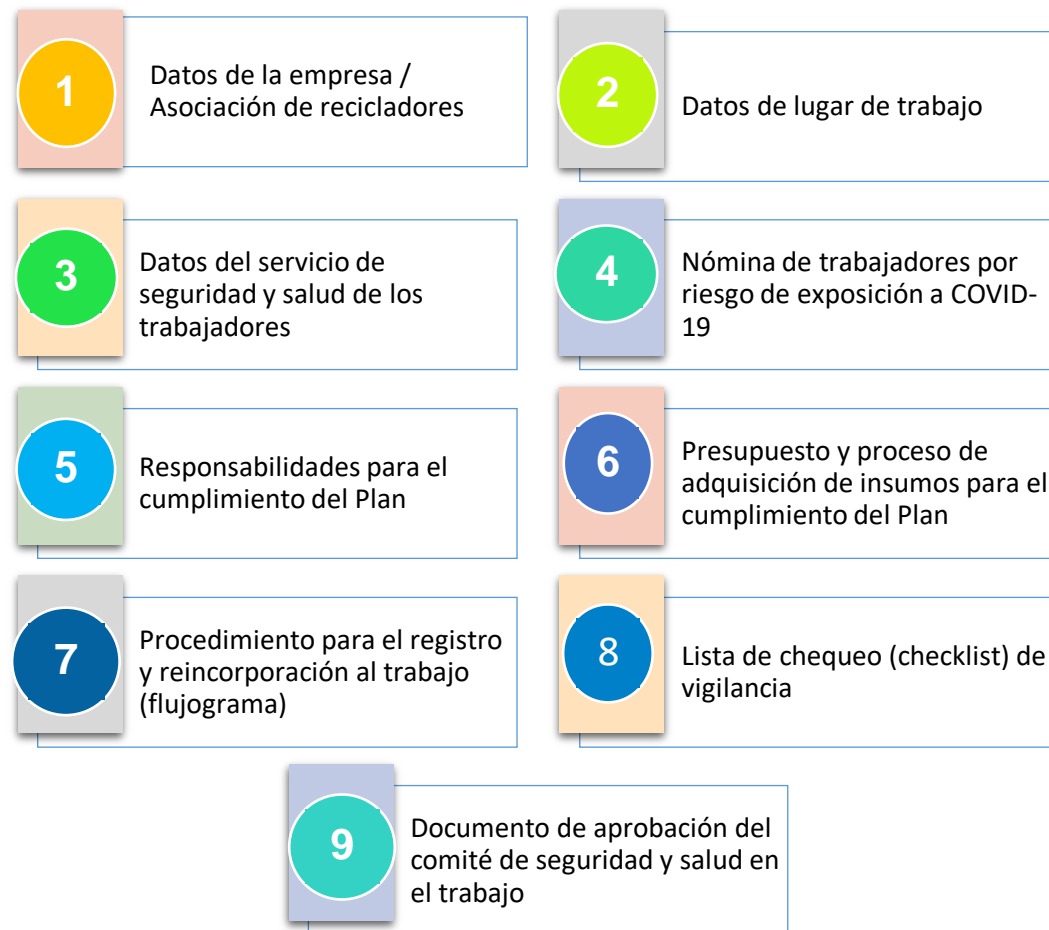 1
Datos de la empresa /
Asociación de recicladores
2
Datos de lugar de trabajo
3
Datos del servicio de
seguridad y salud de los
trabajadores
4
Nómina de trabajadores por
riesgo de exposición a COVID-
19
5
Responsabilidades para el
cumplimiento del Plan
6
Presupuesto y proceso de
adquisición de insumos para el
cumplimiento del Plan
7
Procedimiento para el registro
y reincorporación al trabajo
(flujograma)
8
Lista de chequeo (checklist) de
vigilancia
9
Documento de aprobación del
comité de seguridad y salud en
el trabajo